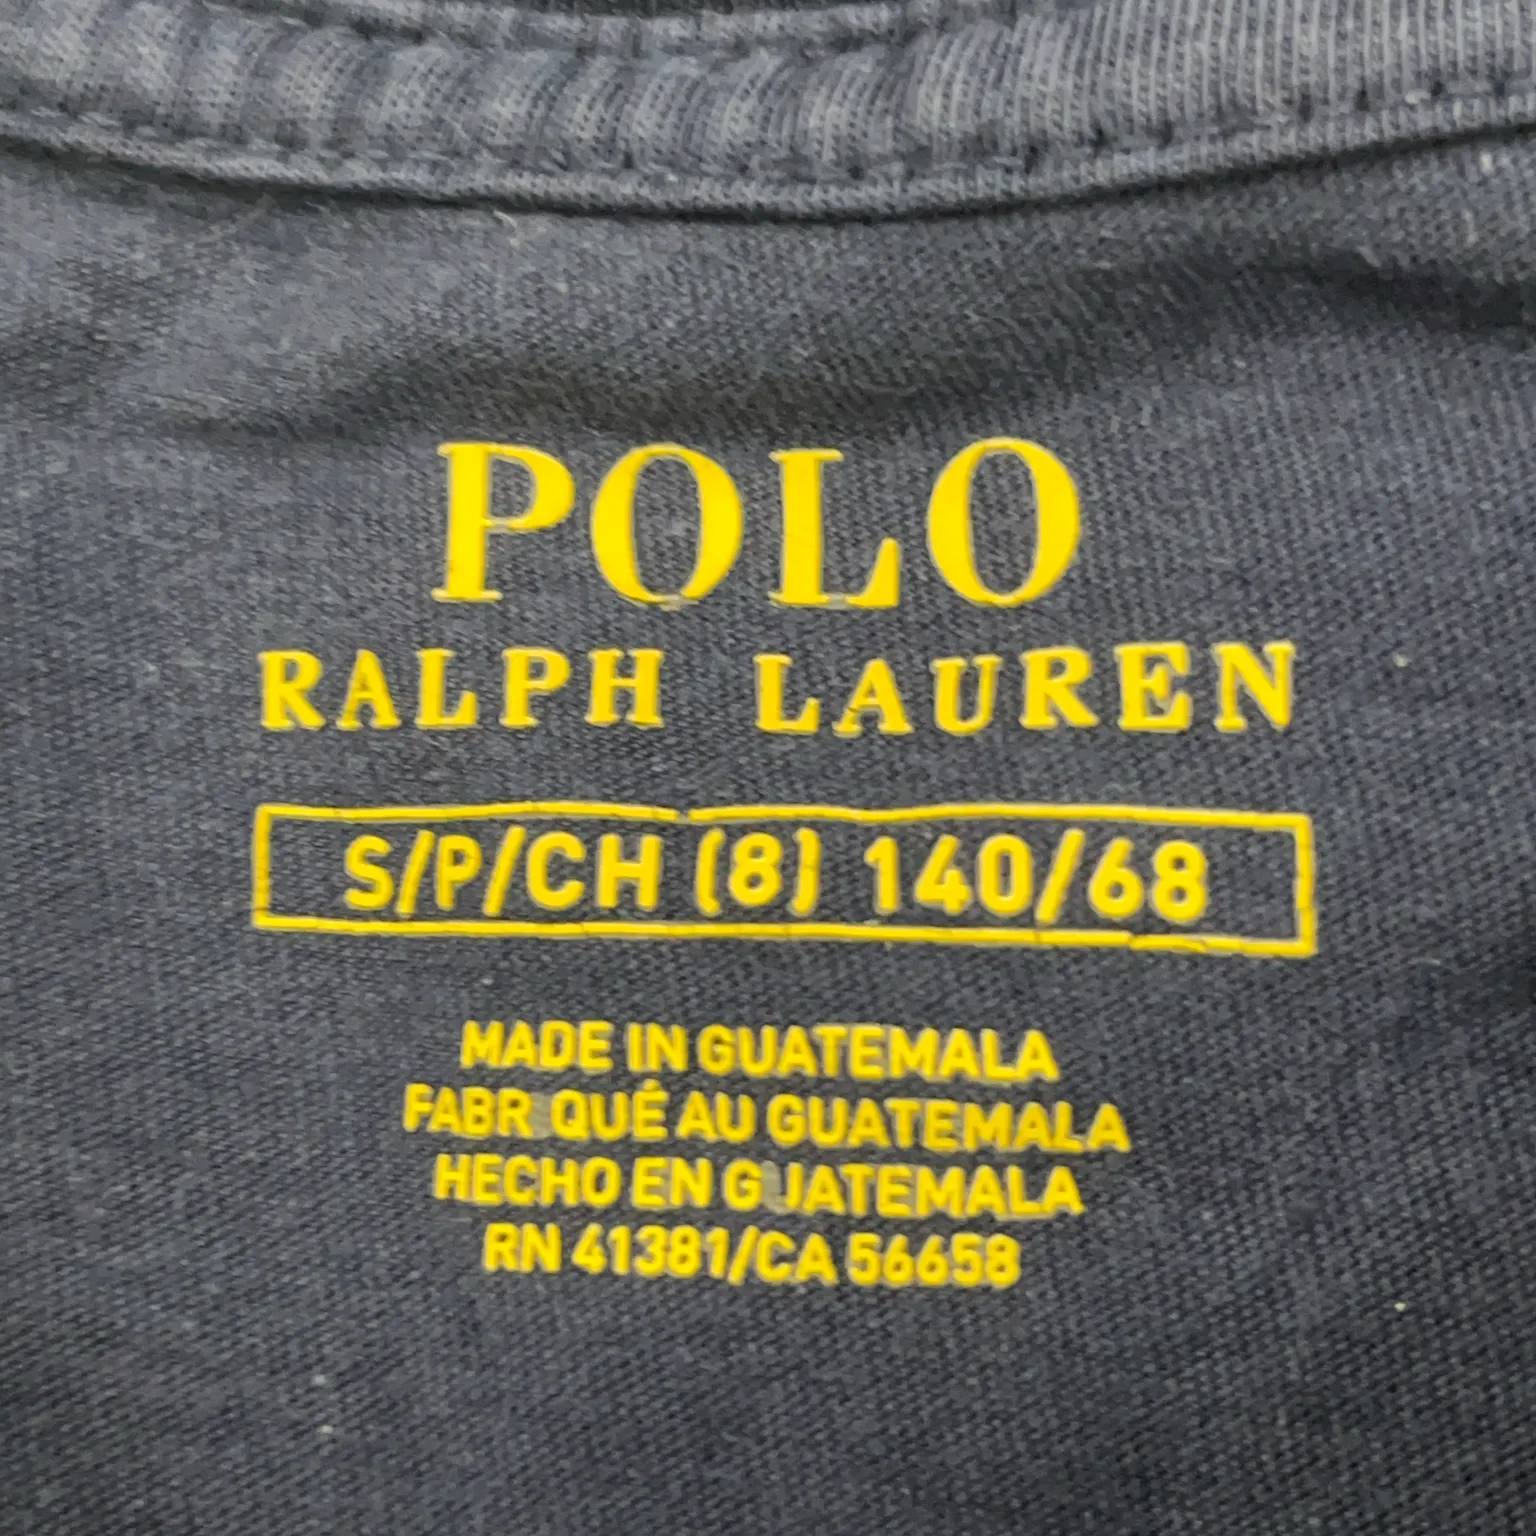 POLO
RALPH LAUREN
S/P/CH (8) 140/68
MADE IN GUATEMALA
FABR QUÉ AU GUATEMALA
HECHO EN GUATEMALA
RN 41381/CA 56658